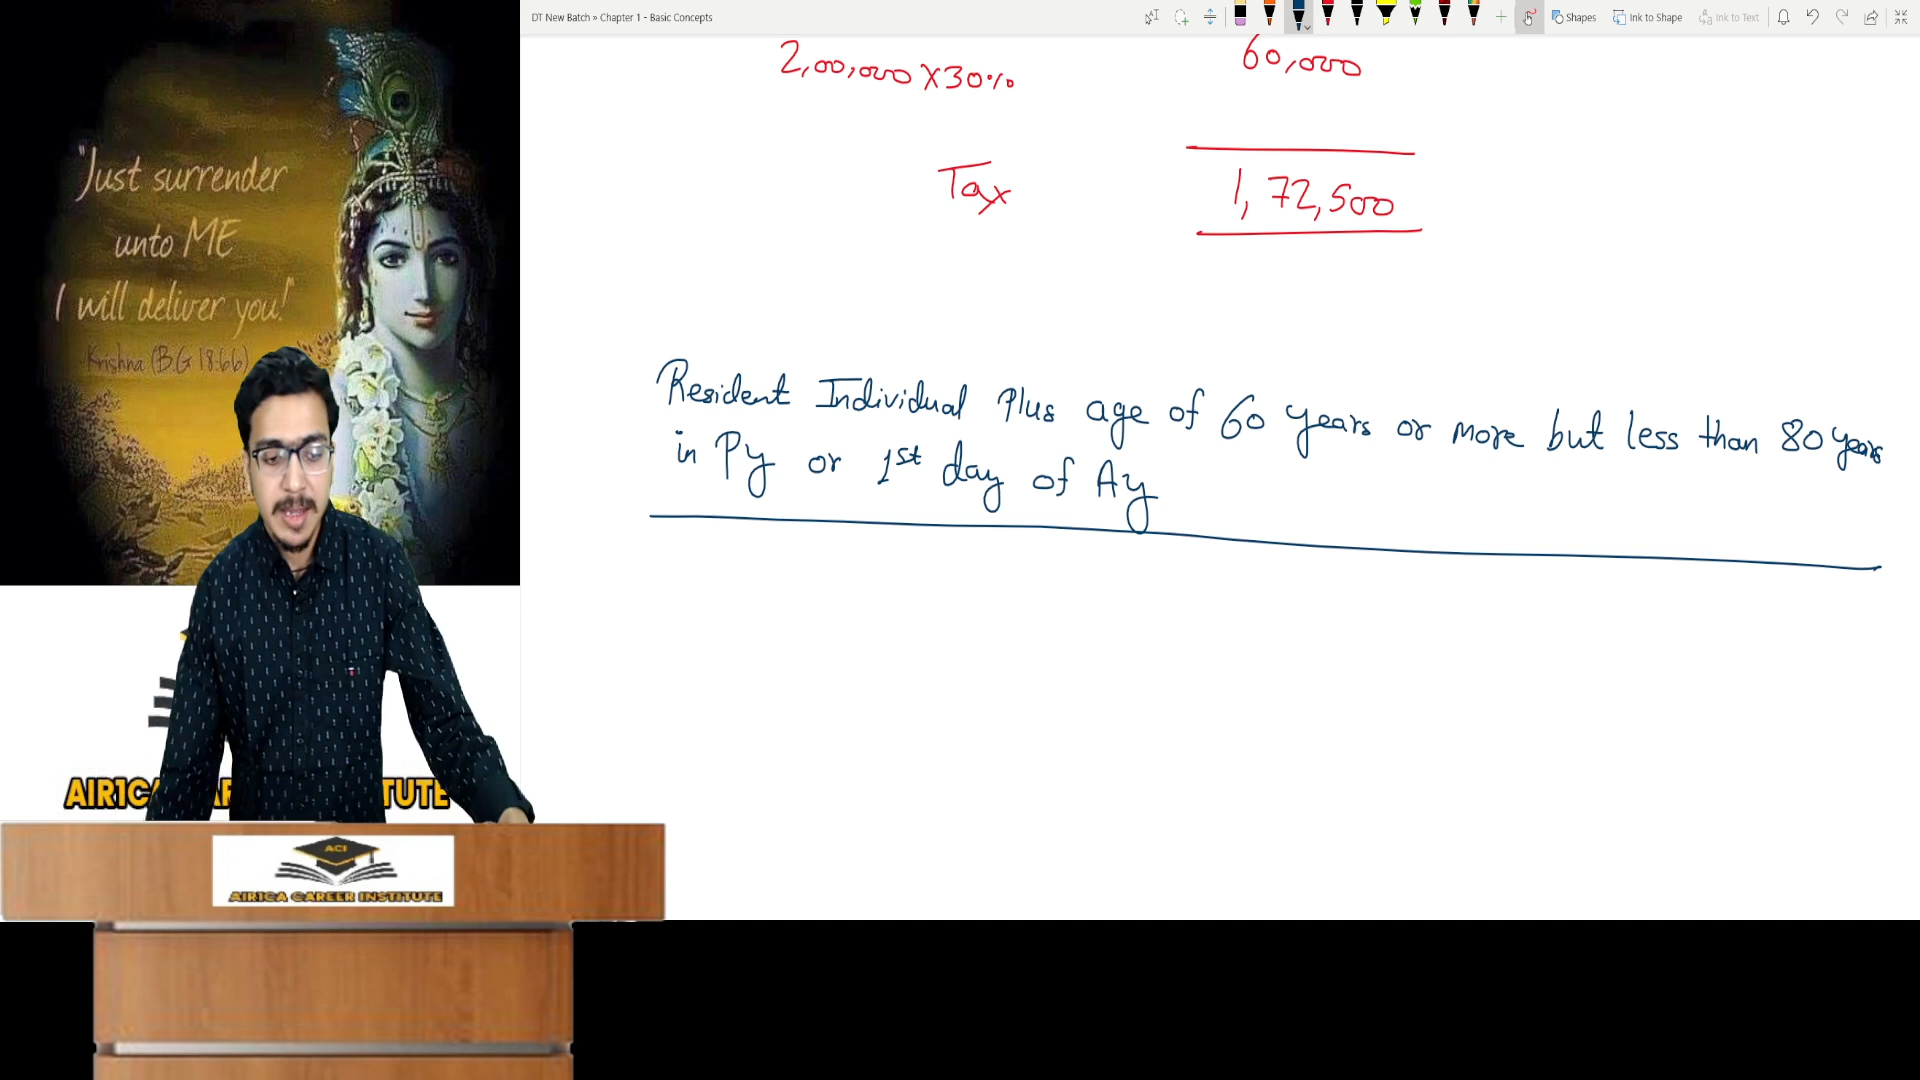 DT New Batch » Chapter 1 - Basic Concepts
Shapes
Ink to Shape
Ink to Text
2,00,000 X 30%
60,000
Tax
1,72,500
"Just surrender
unto ME
I will deliver you!"
Krishna (B.G 18:66)
Resident Individual Plus age of 60 years or more but less than 80 years
in Py or 1st day of Ay
ACI
AIR1CA CAREER INSTITUTE